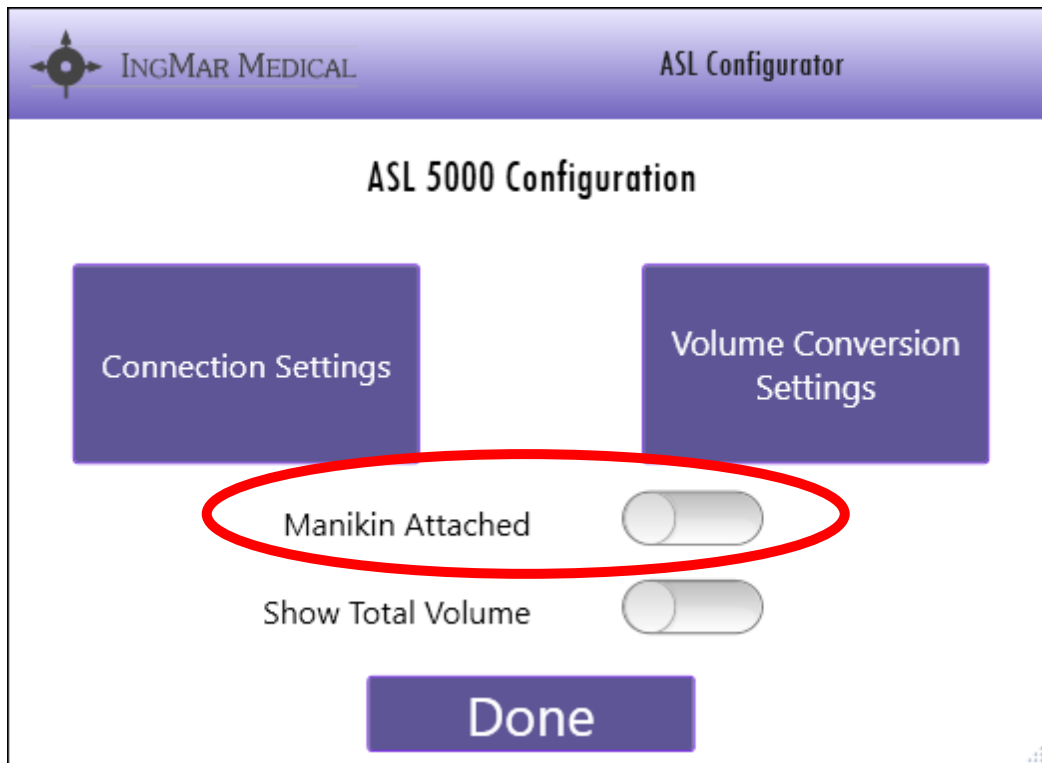 IngMar Medical
ASL Configurator
ASL 5000 Configuration
Connection Settings
Volume Conversion
Settings
Manikin Attached
Show Total Volume
Done